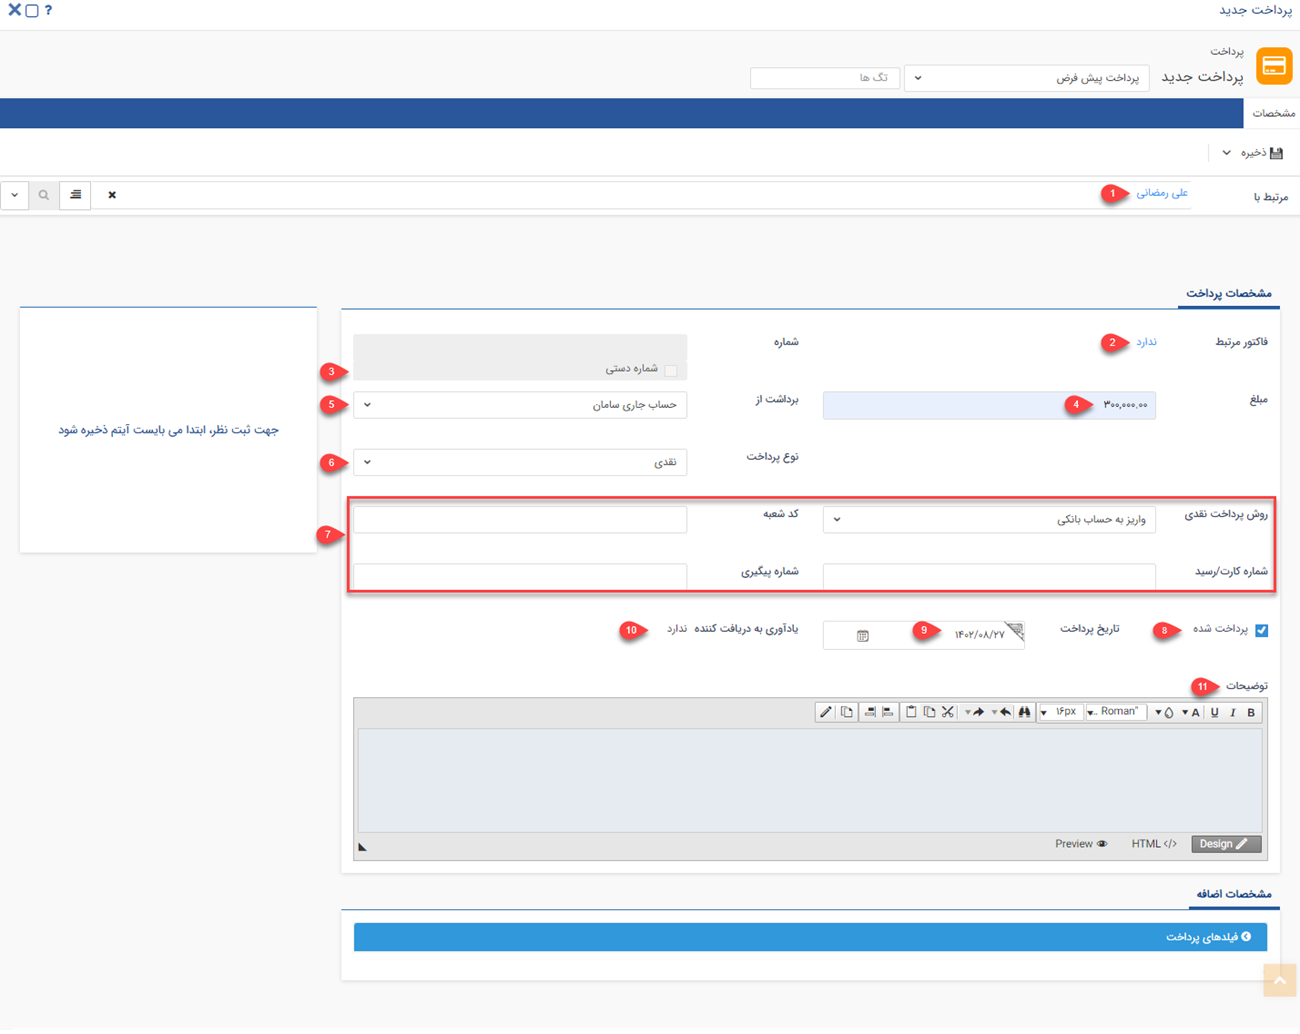 پرداخت جدید ?
پرداخت
پرداخت جدید پرداخت پیش فرض تگ ها
مشخصات
ذخیره
مرتبط با علی رمضانی 1
مشخصات پرداخت
فاکتور مرتبط ندارد 2 شماره
شماره دستی 3
مبلغ ۳۰۰,۰۰۰.۰۰ 4 برداشت از حساب جاری سامان 5
جهت ثبت نظر، ابتدا می بایست آیتم ذخیره شود
نوع پرداخت نقدی 6
روش پرداخت نقدی واریز به حساب بانکی کد شعبه
7
شماره کارت/رسید شماره پیگیری
پرداخت شده 8 تاریخ پرداخت ۱۴۰۲/۰۸/۲۷ 9 یادآوری به دریافت کننده ندارد 10
توضیحات 11
B I U A Roman" ۱۶px
Design HTML Preview
مشخصات اضافه
فیلدهای پرداخت